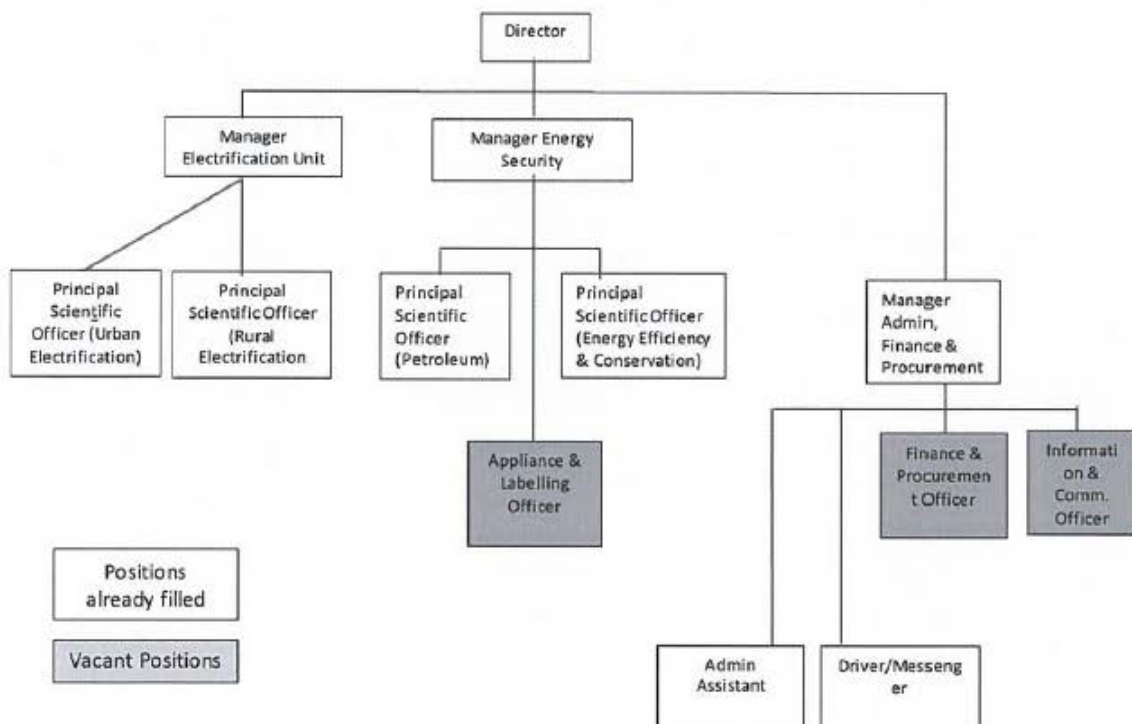 Director
Manager
Electrification Unit
Manager Energy
Security
Principal
Scientific
Officer (Urban
Electrification)
Principal
Scientific Officer
(Rural
Electrification
Principal
Scientific
Officer
(Petroleum)
Principal
Scientific Officer
(Energy Efficiency
& Conservation)
Manager
Admin,
Finance &
Procurement
Appliance &
Labelling
Officer
Finance &
Procuremen
t Officer
Informati
on &
Comm.
Officer
Positions
already filled
Vacant Positions
Admin
Assistant
Driver/Messeng
er